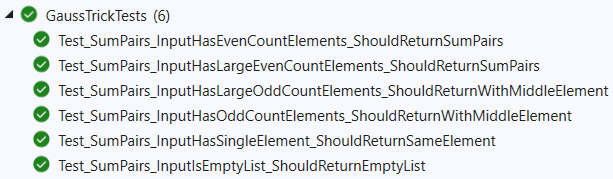 GaussTrickTests (6)
Test_SumPairs_InputHasEvenCountElements_ShouldReturnSumPairs
Test_SumPairs_InputHasLargeEvenCountElements_ShouldReturnSumPairs
Test_SumPairs_InputHasLargeOddCountElements_ShouldReturnWithMiddleElement
Test_SumPairs_InputHasOddCountElements_ShouldReturnWithMiddleElement
Test_SumPairs_InputHasSingleElement_ShouldReturnSameElement
Test_SumPairs_InputIsEmptyList_ShouldReturnEmptyList